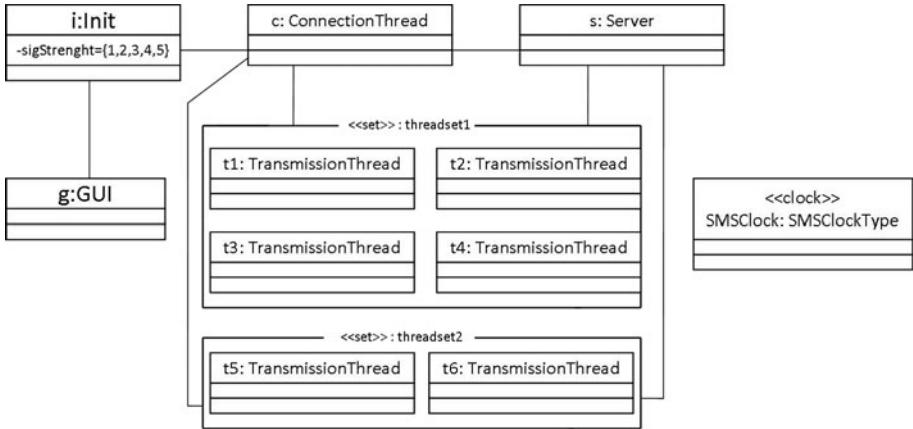 i:Init
-sigStrenght={1,2,3,4,5}
c: ConnectionThread
s: Server
<<set>> : threadset1
t1: TransmissionThread
t2: TransmissionThread
g:GUI
<<clock>>
SMSClock: SMSClockType
t3: TransmissionThread
t4: TransmissionThread
<<set>> : threadset2
t5: TransmissionThread
t6: TransmissionThread